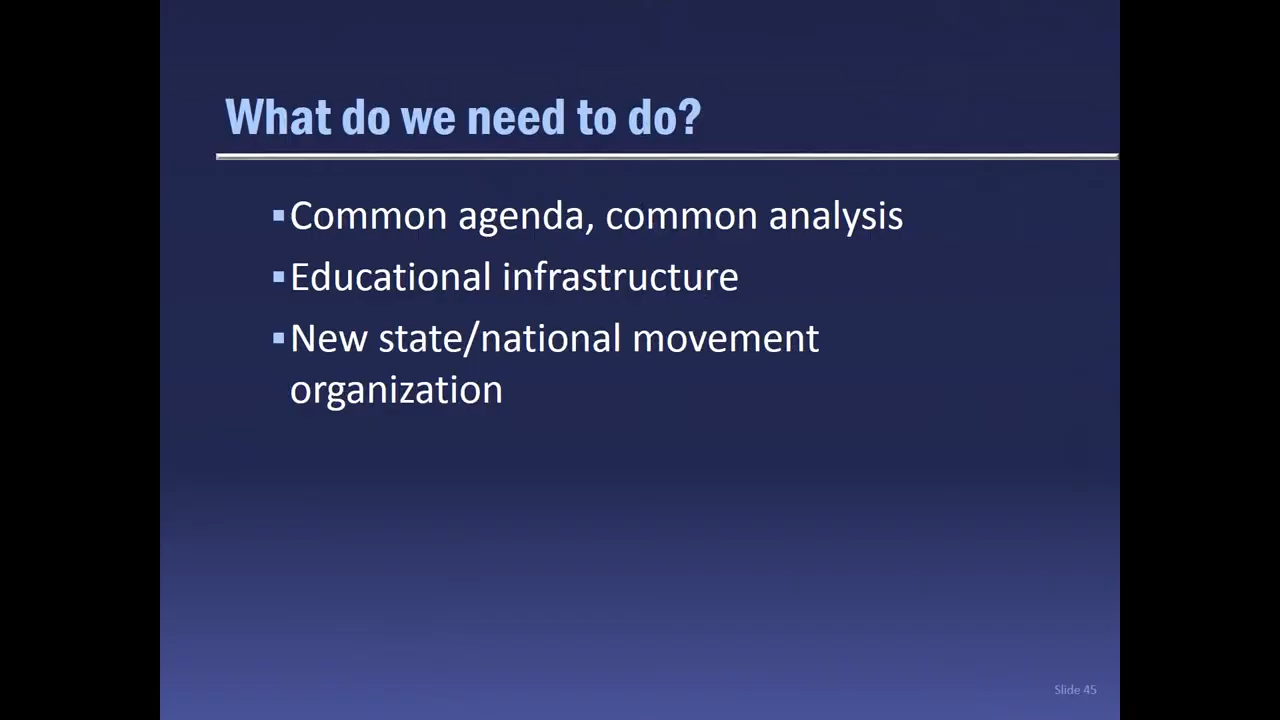 What do we need to do?
▪Common agenda, common analysis
▪Educational infrastructure
▪New state/national movement
organization
Slide 45